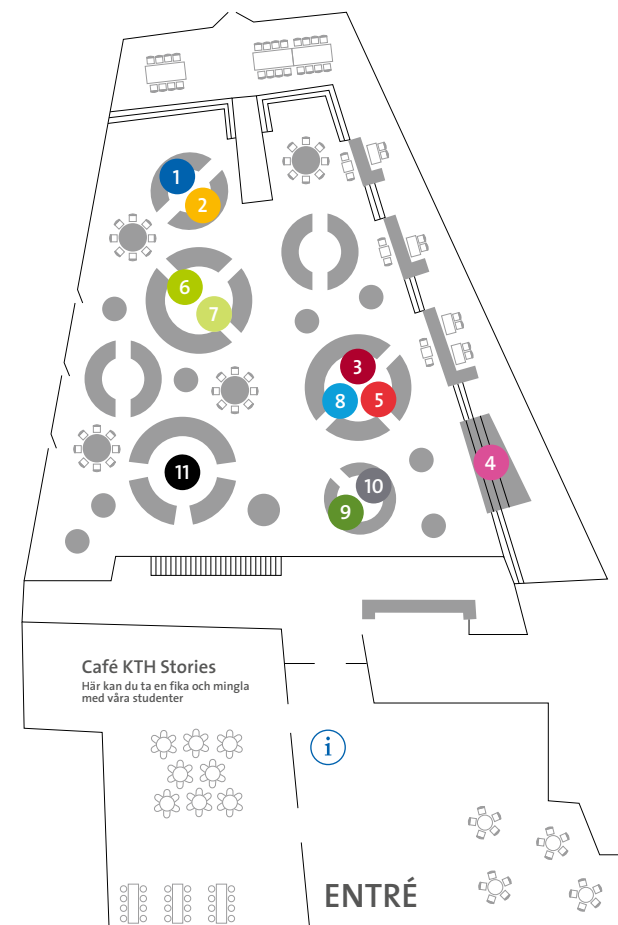 1
2
6
7
3
8
5
4
11
10
9
Café KTH Stories
Här kan du ta en fika och mingla
med våra studenter
i
ENTRÉ